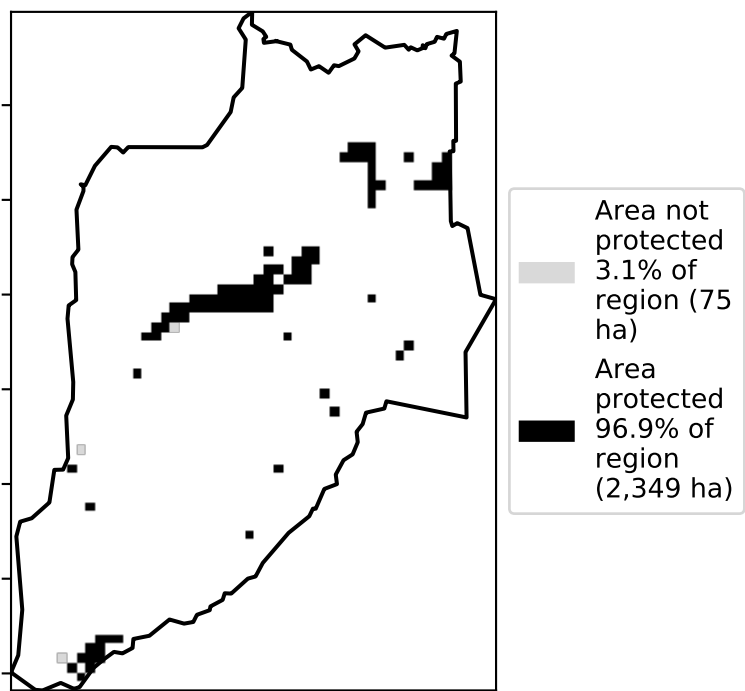 Area not
protected
3.1% of
region (75
ha)
Area
protected
96.9% of
region
(2,349 ha)